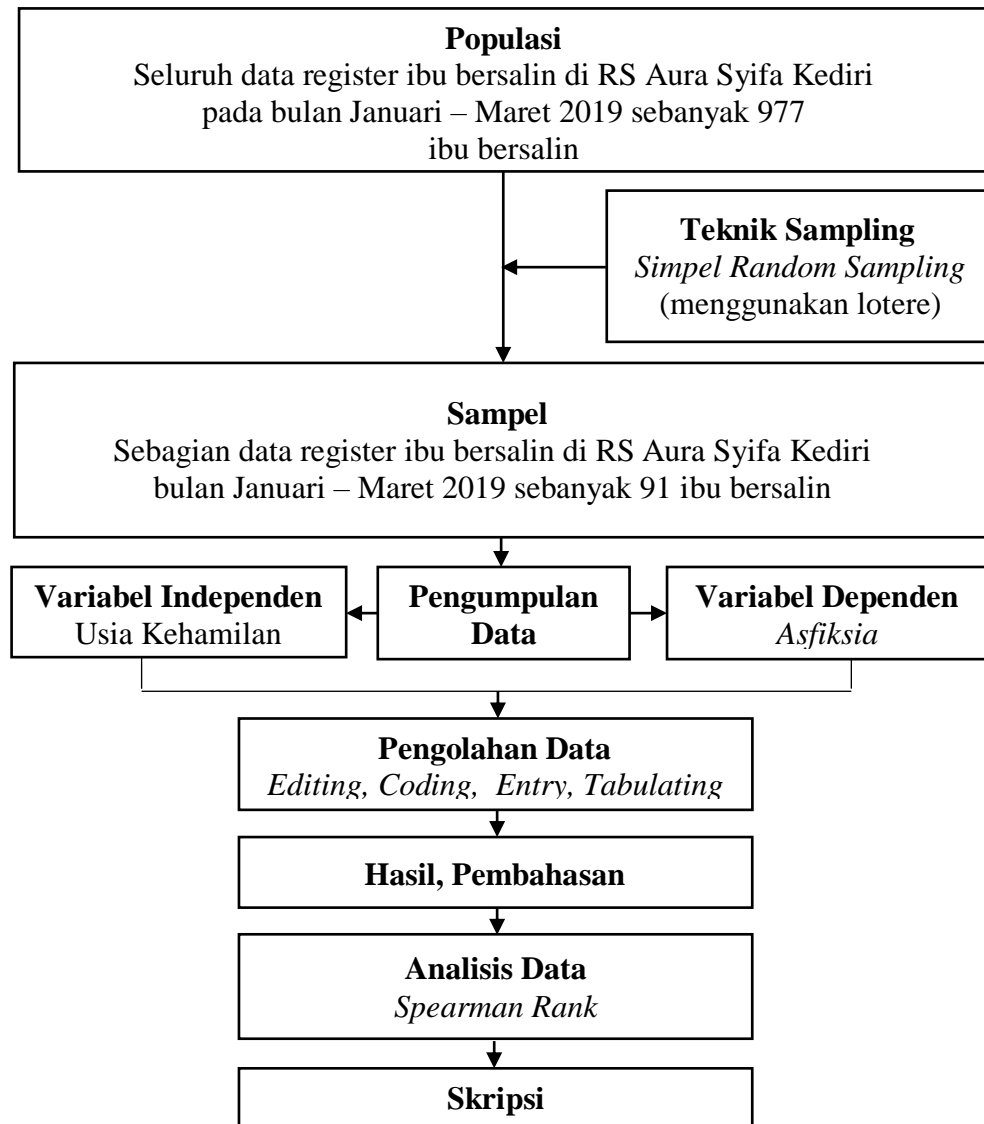 Populasi
Seluruh data register ibu bersalin di RS Aura Syifa Kediri
pada bulan Januari – Maret 2019 sebanyak 977
ibu bersalin
Teknik Sampling
Simpel Random Sampling
(menggunakan lotere)
Sampel
Sebagian data register ibu bersalin di RS Aura Syifa Kediri
bulan Januari – Maret 2019 sebanyak 91 ibu bersalin
Variabel Independen
Usia Kehamilan
Pengumpulan
Data
Variabel Dependen
Asfiksia
Pengolahan Data
Editing, Coding, Entry, Tabulating
Hasil, Pembahasan
Analisis Data
Spearman Rank
Skripsi